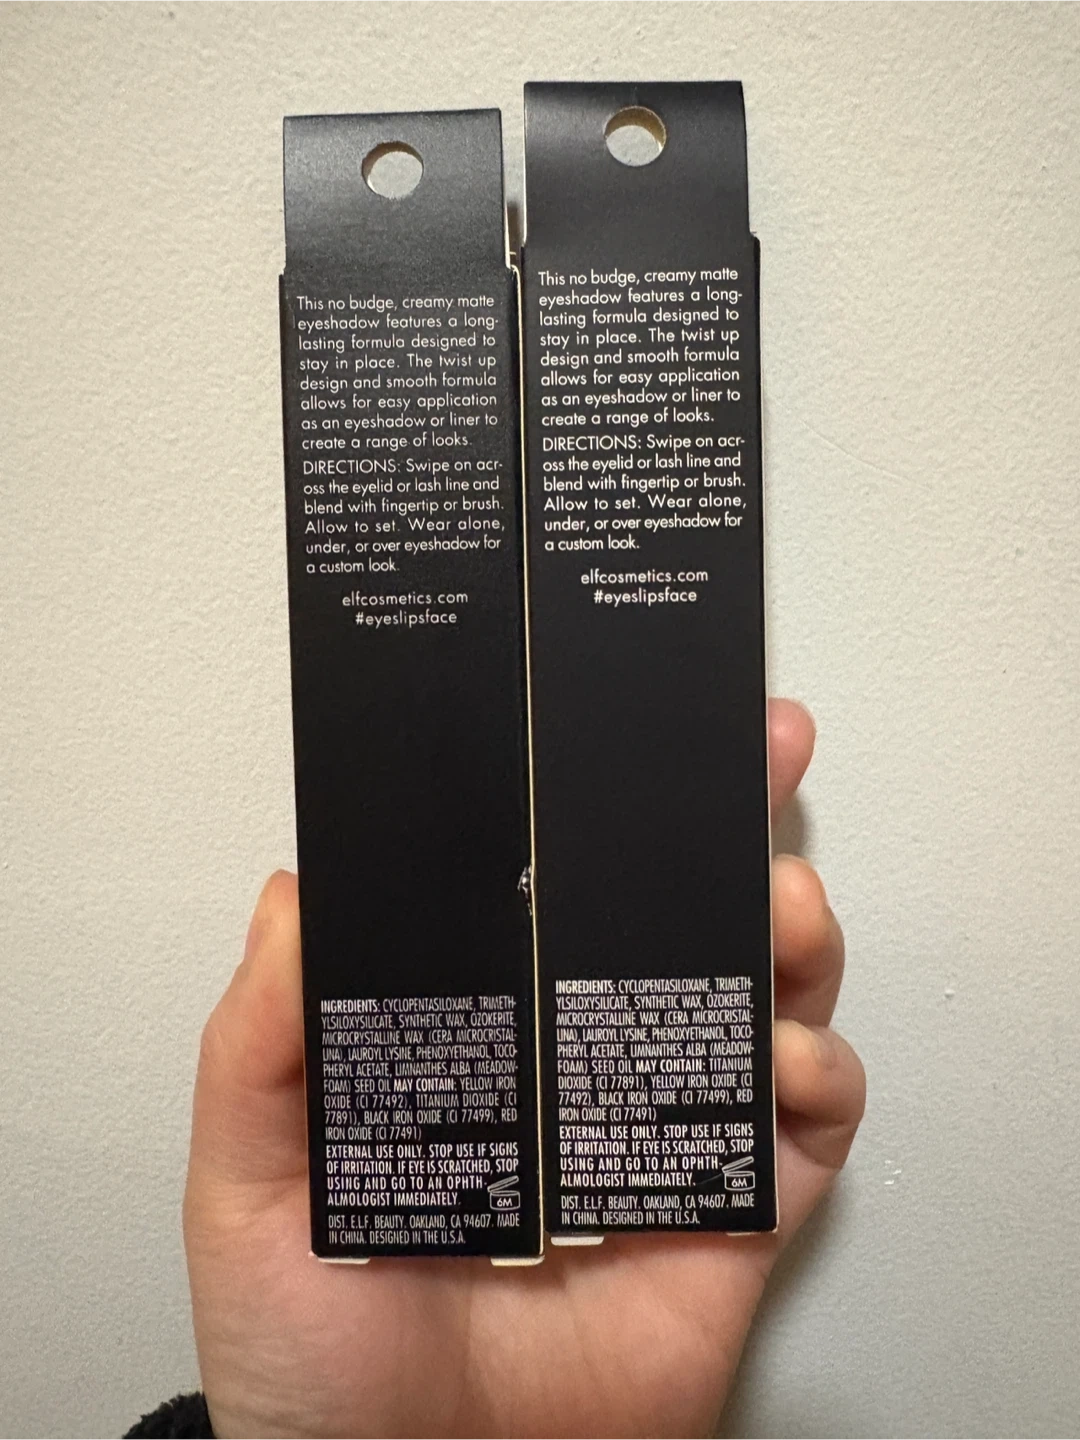 This no budge, creamy matte
eyeshadow features a long-
lasting formula designed to
stay in place. The twist up
design and smooth formula
allows for easy application
as an eyeshadow or liner to
create a range of looks.
DIRECTIONS: Swipe on acr-
oss the eyelid or lash line and
blend with fingertip or brush.
Allow to set. Wear alone,
under, or over eyeshadow for
a custom look.
elfcosmetics.com
#eyeslipsface
INGREDIENTS: CYCLOPENTASILOXANE, TRIMETH-
YLSILOXYSILICATE, SYNTHETIC WAX, OZOKERITE,
MICROCRYSTALLINE WAX (CERA MICROCRISTAL-
LINA), LAUROYL LYSINE, PHENOXYETHANOL, TOCO-
PHERYL ACETATE, LIMNANTHES ALBA (MEADOW-
FOAM) SEED OIL MAY CONTAIN: YELLOW IRON
OXIDE (CI 77492), TITANIUM DIOXIDE (CI
77891), BLACK IRON OXIDE (CI 77499), RED
IRON OXIDE (CI 77491)
EXTERNAL USE ONLY. STOP USE IF SIGNS
OF IRRITATION. IF EYE IS SCRATCHED, STOP
USING AND GO TO AN OPHTH-
ALMOLOGIST IMMEDIATELY.
6M
DIST. E.L.F. BEAUTY. OAKLAND, CA 94607. MADE
IN CHINA. DESIGNED IN THE U.S.A.
This no budge, creamy matte
eyeshadow features a long-
lasting formula designed to
stay in place. The twist up
design and smooth formula
allows for easy application
as an eyeshadow or liner to
create a range of looks.
DIRECTIONS: Swipe on acr-
oss the eyelid or lash line and
blend with fingertip or brush.
Allow to set. Wear alone,
under, or over eyeshadow for
a custom look.
elfcosmetics.com
#eyeslipsface
INGREDIENTS: CYCLOPENTASILOXANE, TRIMETH-
YLSILOXYSILICATE, SYNTHETIC WAX, OZOKERITE,
MICROCRYSTALLINE WAX (CERA MICROCRISTAL-
LINA), LAUROYL LYSINE, PHENOXYETHANOL, TOCO-
PHERYL ACETATE, LIMNANTHES ALBA (MEADOW-
FOAM) SEED OIL MAY CONTAIN: TITANIUM
DIOXIDE (CI 77891), YELLOW IRON OXIDE (CI
77492), BLACK IRON OXIDE (CI 77499), RED
IRON OXIDE (CI 77491)
EXTERNAL USE ONLY. STOP USE IF SIGNS
OF IRRITATION. IF EYE IS SCRATCHED, STOP
USING AND GO TO AN OPHTH-
ALMOLOGIST IMMEDIATELY.
6M
DIST. E.L.F. BEAUTY. OAKLAND, CA 94607. MADE
IN CHINA. DESIGNED IN THE U.S.A.